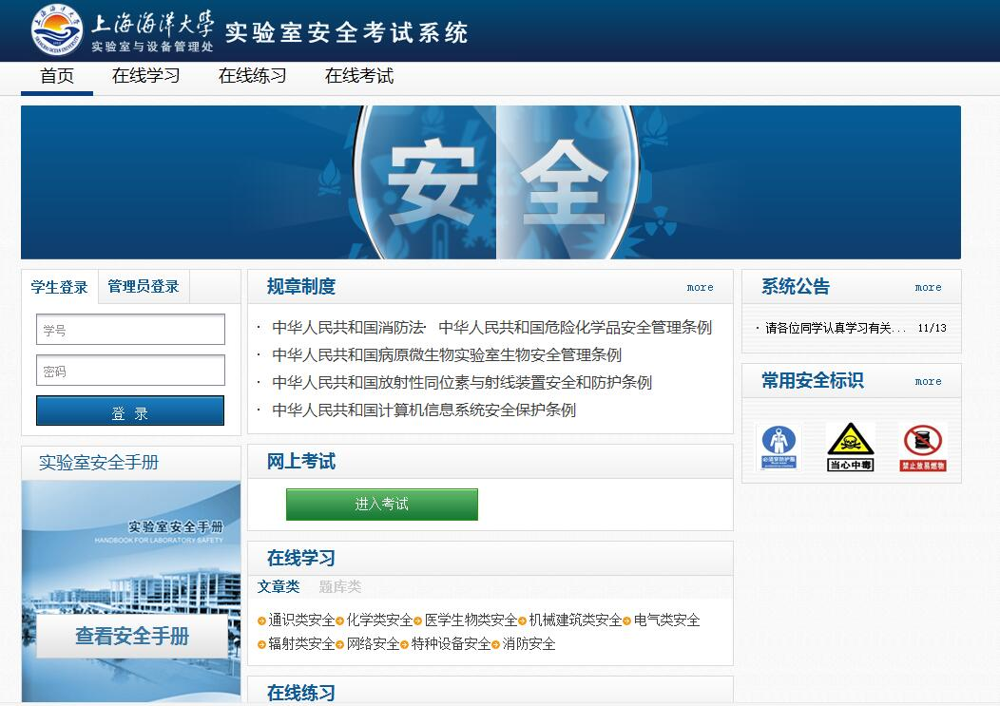 上海海洋大学
实验室与设备管理处
实验室安全考试系统
首页 在线学习 在线练习 在线考试
安全
学生登录 管理员登录
学号
密码
登 录
实验室安全手册
实验室安全手册
HANDBOOK FOR LABORATORY SAFETY
查看安全手册
规章制度 more
· 中华人民共和国消防法· 中华人民共和国危险化学品安全管理条例
· 中华人民共和国病原微生物实验室生物安全管理条例
· 中华人民共和国放射性同位素与射线装置安全和防护条例
· 中华人民共和国计算机信息系统安全保护条例
网上考试
进入考试
在线学习
文章类 题库类
通识类安全 化学类安全 医学生物类安全 机械建筑类安全 电气类安全
辐射类安全 网络安全 特种设备安全 消防安全
在线练习
系统公告 more
· 请各位同学认真学习有关... 11/13
常用安全标识 more
必须穿防护服
当心中毒
禁止放易燃物